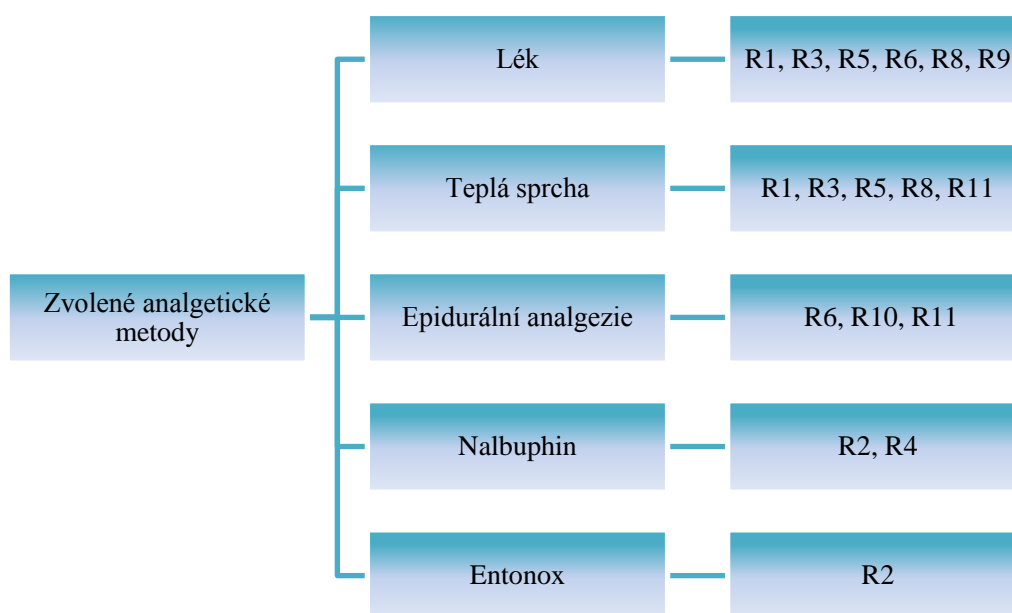 Lék
R1, R3, R5, R6, R8, R9
Teplá sprcha
R1, R3, R5, R8, R11
Zvolené analgetické
metody
Epidurální analgezie
R6, R10, R11
Nalbuphin
R2, R4
Entonox
R2